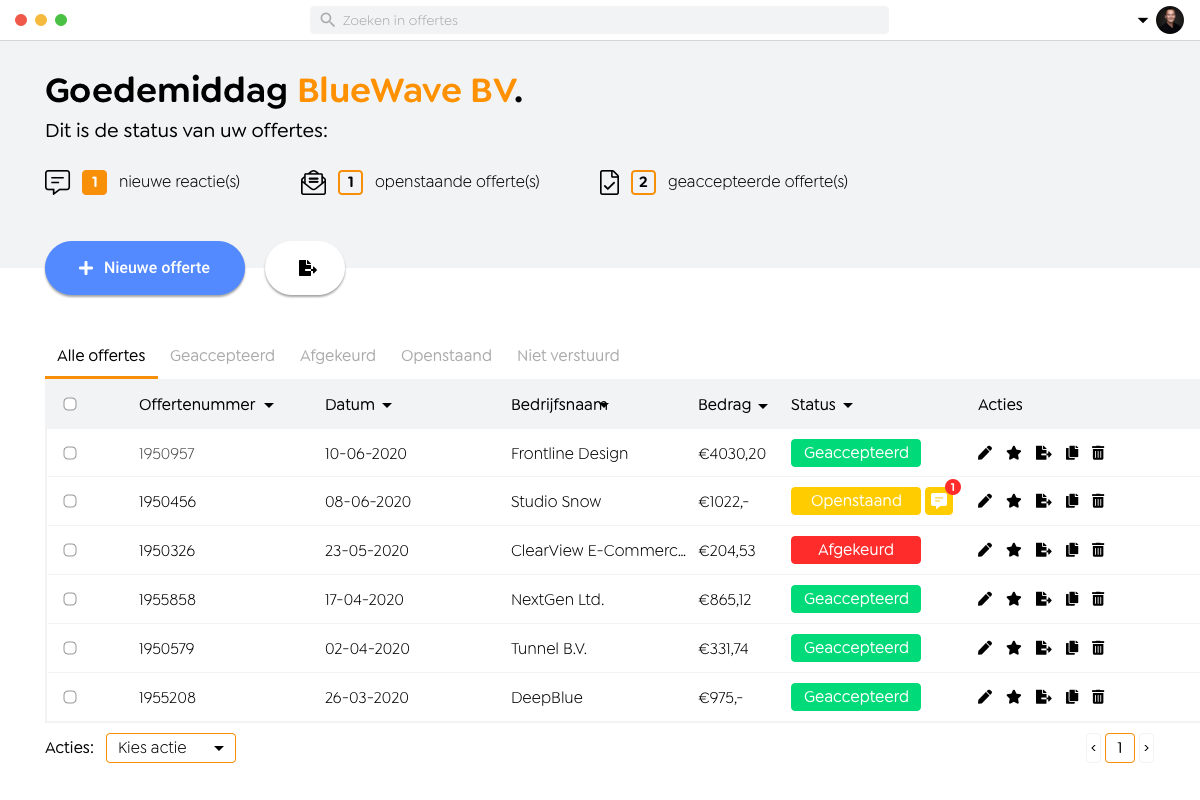 Zoeken in offertes
Goedemiddag BlueWave BV.
Dit is de status van uw offertes:
1 nieuwe reactie(s) 1 openstaande offerte(s) 2 geaccepteerde offerte(s)
+ Nieuwe offerte
Alle offertes Geaccepteerd Afgekeurd Openstaand Niet verstuurd
Offertenummer Datum Bedrijfsnaam Bedrag Status Acties
1950957 10-06-2020 Frontline Design €4030,20 Geaccepteerd
1950456 08-06-2020 Studio Snow €1022,- Openstaand 1
1950326 23-05-2020 ClearView E-Commerc... €204,53 Afgekeurd
1955858 17-04-2020 NextGen Ltd. €865,12 Geaccepteerd
1950579 02-04-2020 Tunnel B.V. €331,74 Geaccepteerd
1955208 26-03-2020 DeepBlue €975,- Geaccepteerd
Acties: Kies actie ‹ 1 ›